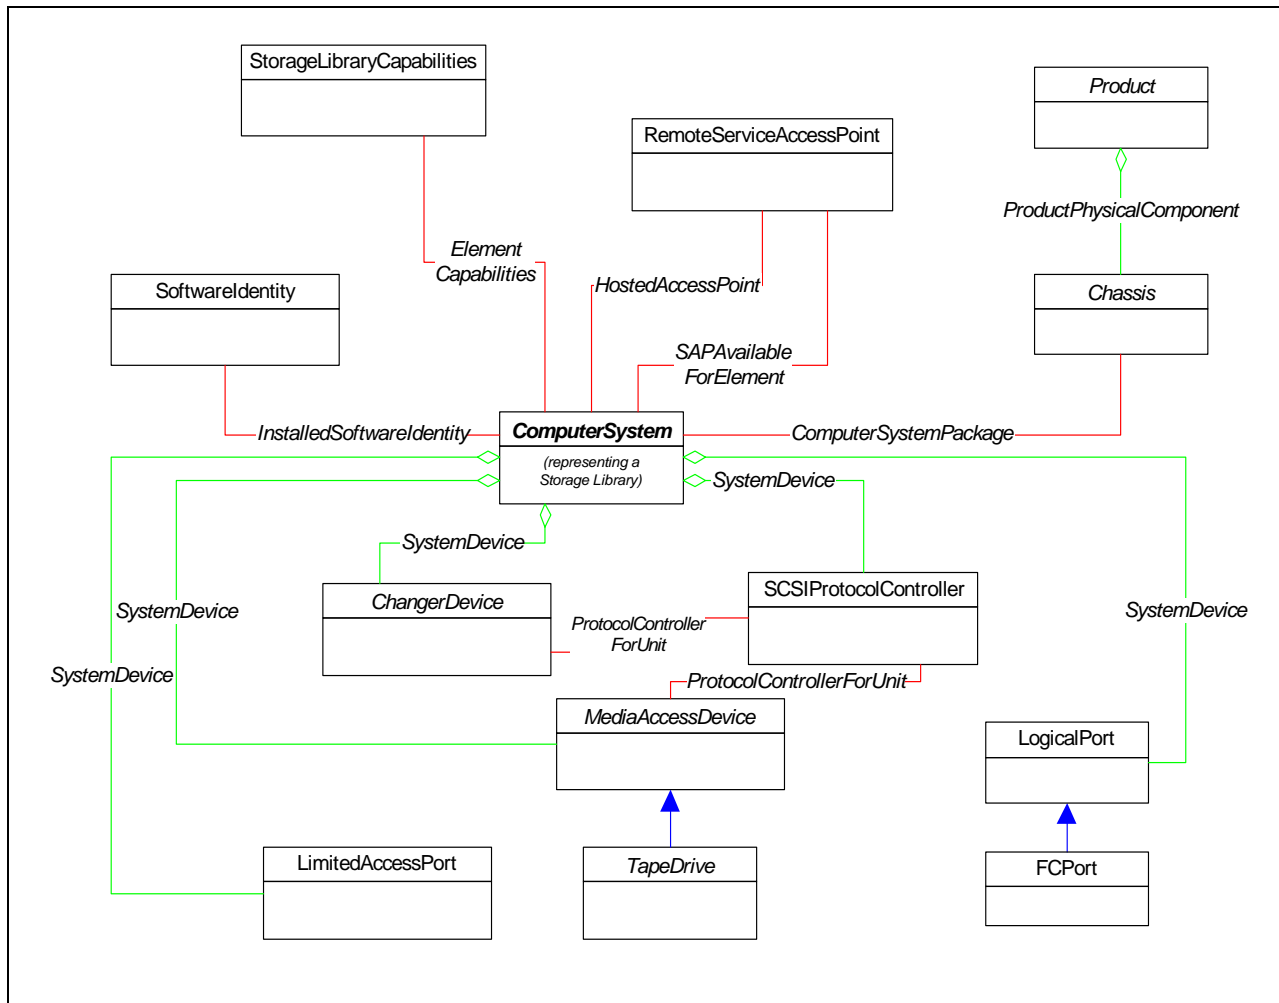 StorageLibraryCapabilities
Product
RemoteServiceAccessPoint
ProductPhysicalComponent
Element
Capabilities
SoftwareIdentity
HostedAccessPoint
Chassis
SAPAvailable
ForElement
InstalledSoftwareIdentity
ComputerSystem
ComputerSystemPackage
(representing a
Storage Library)
SystemDevice
SystemDevice
ChangerDevice
SCSIProtocolController
SystemDevice
ProtocolController
ForUnit
SystemDevice
SystemDevice
ProtocolControllerForUnit
MediaAccessDevice
LogicalPort
LimitedAccessPort
TapeDrive
FCPort